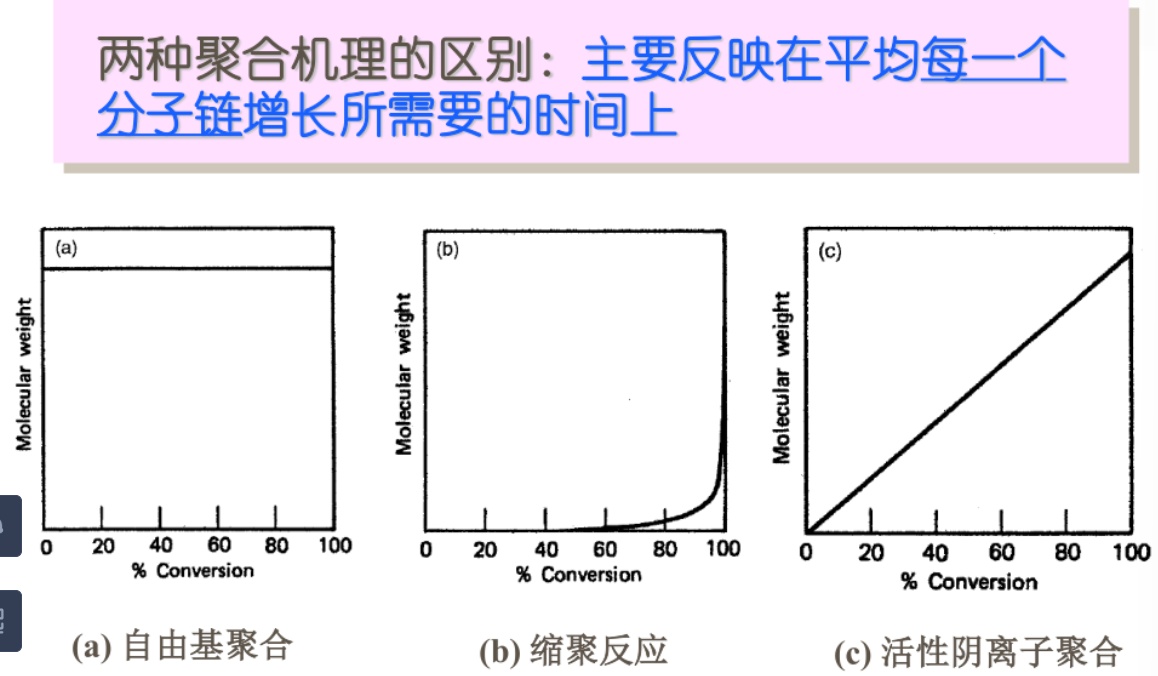 两种聚合机理的区别：主要反映在平均每一个
分子链增长所需要的时间上
(a)
Molecular weight
0 20 40 60 80 100
% Conversion
(a) 自由基聚合
(b)
Molecular weight
0 20 40 60 80 100
% Conversion
(b) 缩聚反应
(c)
Molecular weight
0 20 40 60 80 100
% Conversion
(c) 活性阴离子聚合